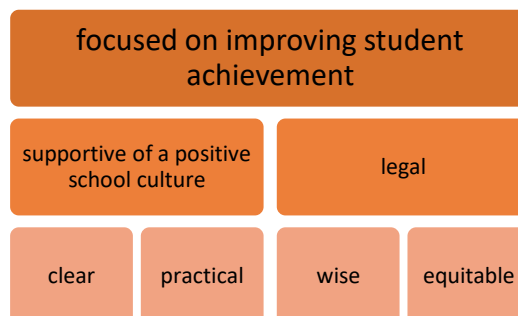 focused on improving student
achievement
supportive of a positive
school culture
legal
clear
practical
wise
equitable